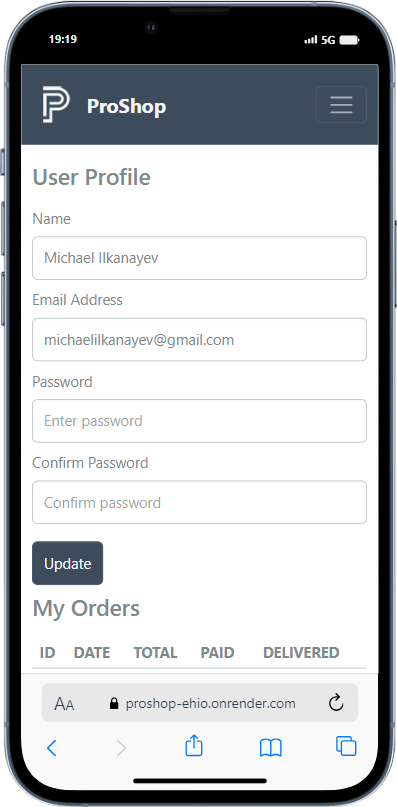 19:19 5G
ProShop
User Profile
Name
Michael Ilkanayev
Email Address
michaelilkanayev@gmail.com
Password
Enter password
Confirm Password
Confirm password
Update
My Orders
ID DATE TOTAL PAID DELIVERED
AA proshop-ehio.onrender.com